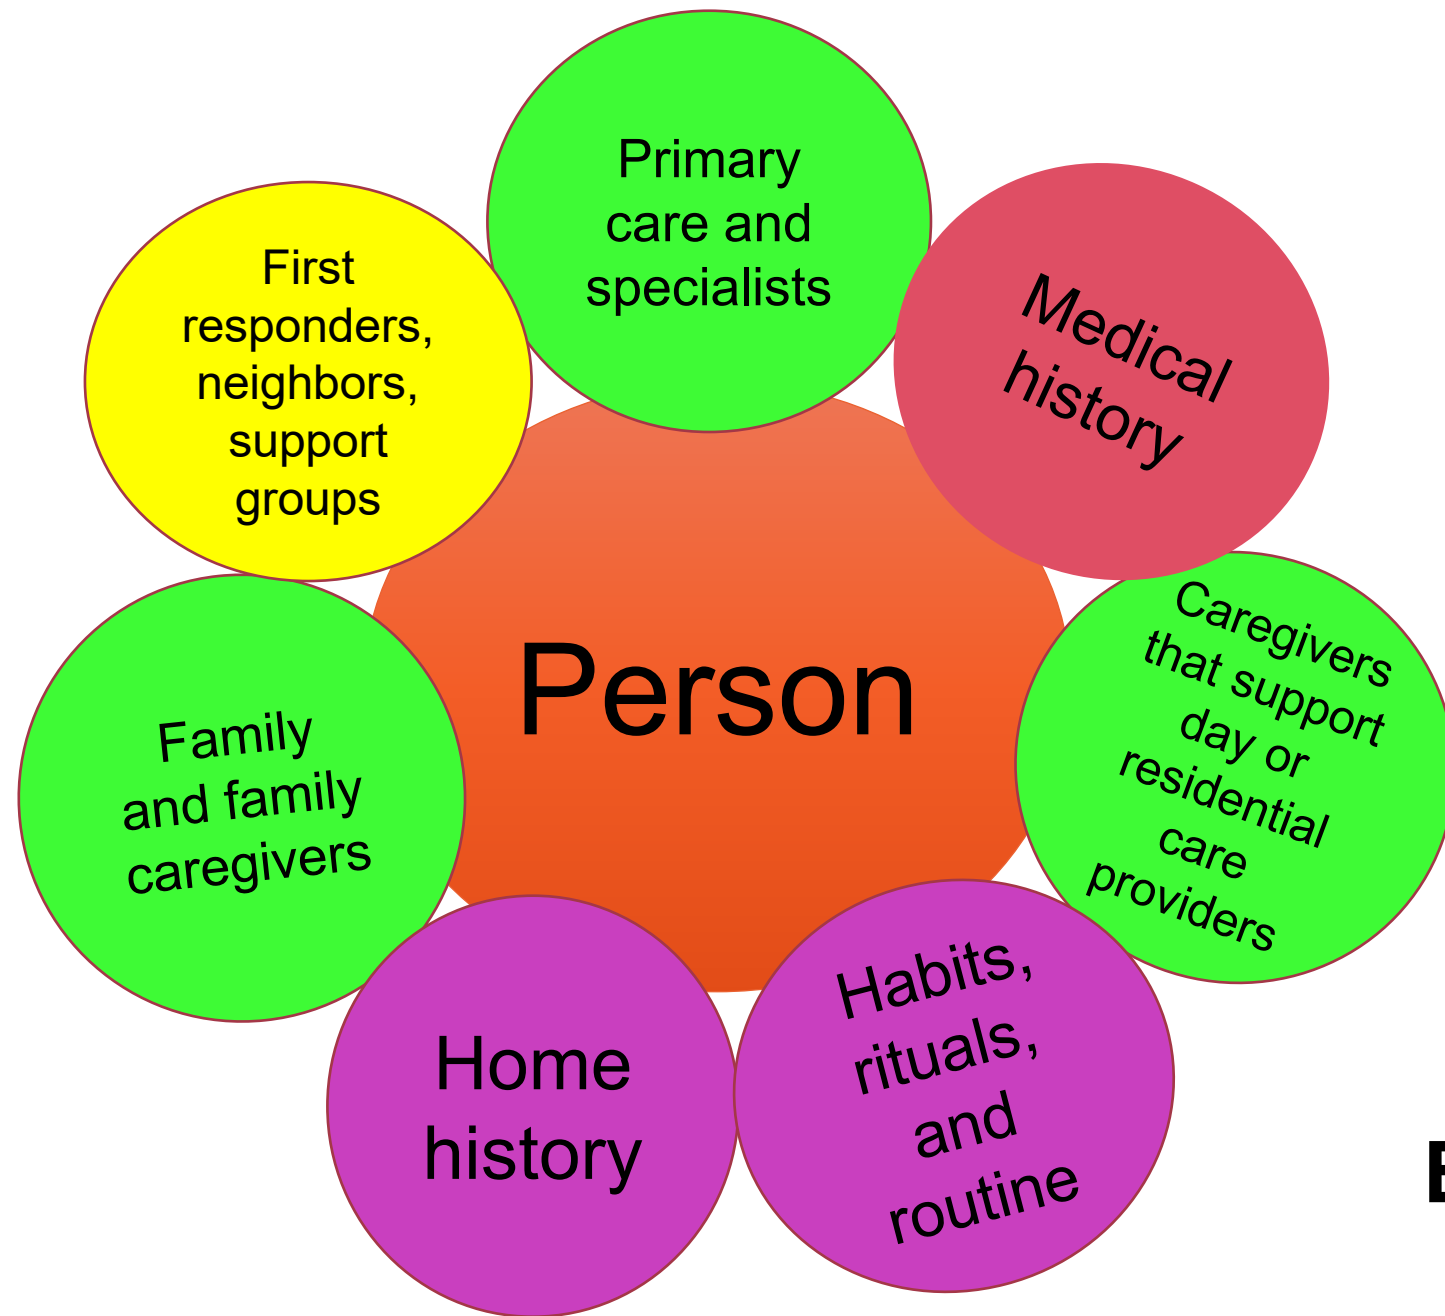 Primary
care and
specialists
Medical
history
First
responders,
neighbors,
support
groups
Caregivers
that support
day or
residential
care
providers
Person
Family
and family
caregivers
Habits,
rituals,
and
routine
Home
history